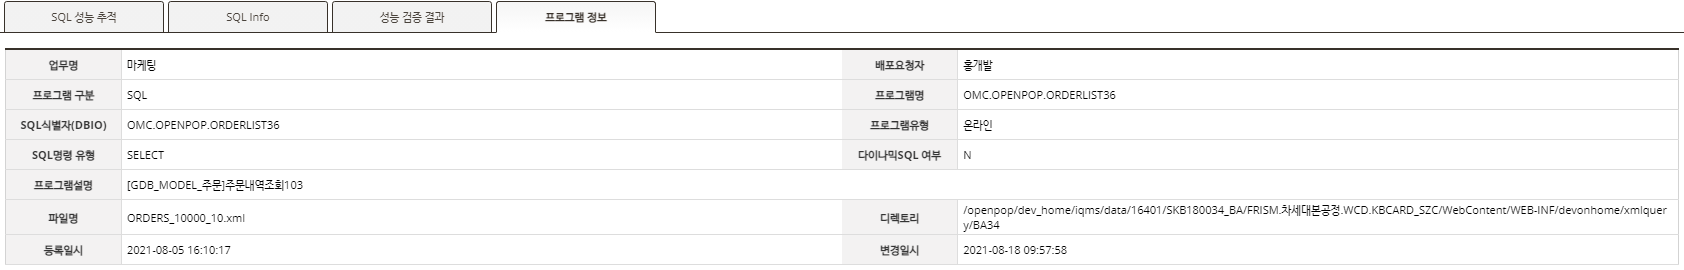 SQL 성능 추적 SQL Info 성능 검증 결과 프로그램 정보
업무명 마케팅 배포요청자 홍개발
프로그램 구분 SQL 프로그램명 OMC.OPENPOP.ORDERLIST36
SQL식별자(DBIO) OMC.OPENPOP.ORDERLIST36 프로그램유형 온라인
SQL명령 유형 SELECT 다이나믹SQL 여부 N
프로그램설명 [GDB_MODEL_주문]주문내역조회103
파일명 ORDERS_10000_10.xml 디렉토리 /openpop/dev_home/iqms/data/16401/SKB180034_BA/FRISM.차세대본공정.WCD.KBCARD_SZC/WebContent/WEB-INF/devonhome/xmlquer
y/BA34
등록일시 2021-08-05 16:10:17 변경일시 2021-08-18 09:57:58